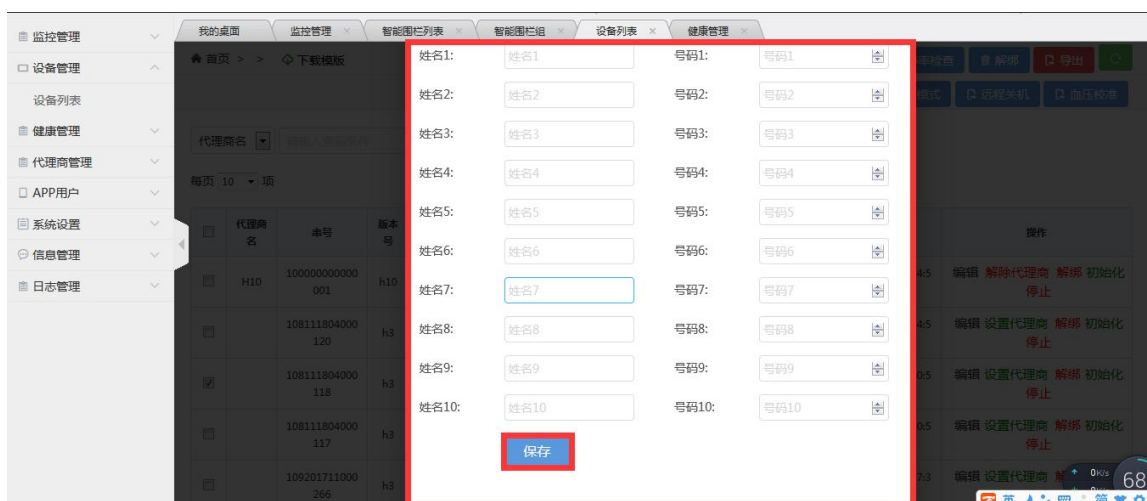 监控管理
设备管理
设备列表
健康管理
代理商管理
APP用户
系统设置
信息管理
日志管理
我的桌面 监控管理 × 智能围栏列表 × 智能围栏组 × 设备列表 × 健康管理 ×
首页 > > 下载模版
解绑 导出
远程关机 血压校准
代理商名
每页 10 项
代理商名 串号 版本号 操作
H10 100000000000001 h10 4:5 编辑 解除代理商 解绑 初始化 停止
108111804000120 h3 4:5 编辑 设置代理商 解绑 初始化 停止
108111804000118 h3 0:5 编辑 设置代理商 解绑 初始化 停止
108111804000117 h3 0:5 编辑 设置代理商 解绑 初始化 停止
109201711000266 h3 7:3 编辑 设置代理商
姓名1: 姓名1 号码1: 号码1
姓名2: 姓名2 号码2: 号码2
姓名3: 姓名3 号码3: 号码3
姓名4: 姓名4 号码4: 号码4
姓名5: 姓名5 号码5: 号码5
姓名6: 姓名6 号码6: 号码6
姓名7: 姓名7 号码7: 号码7
姓名8: 姓名8 号码8: 号码8
姓名9: 姓名9 号码9: 号码9
姓名10: 姓名10 号码10: 号码10
保存
0K/s
68
英 简